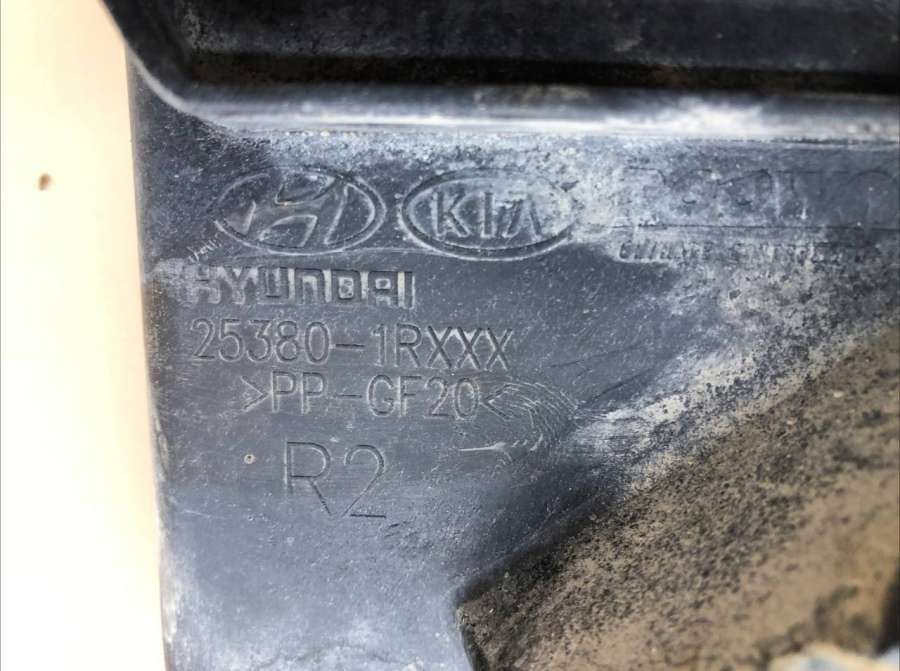 KIA
HYUNDAI
25380-1RXXX
>PP-GF20<
R2